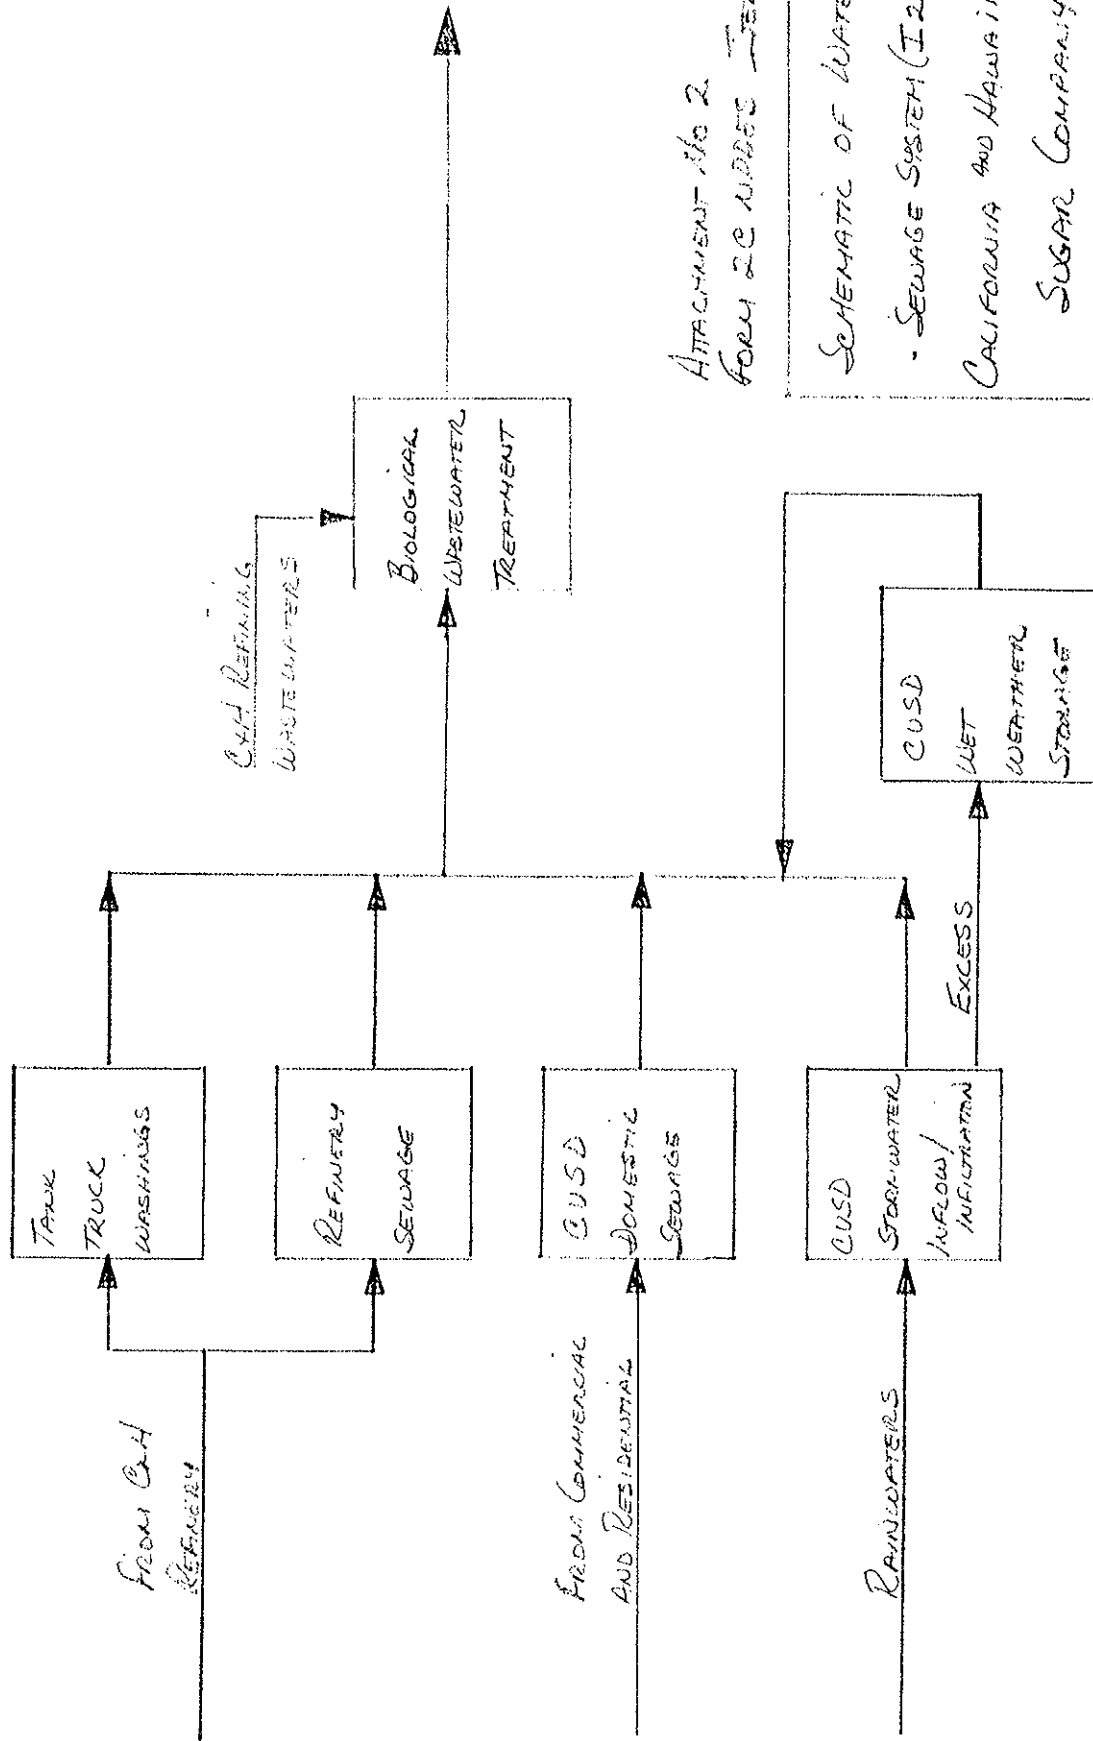 FROM C&H
REFINERY
TANK
TRUCK
WASHINGS
REFINERY
SEWAGE
FROM COMMERCIAL
AND RESIDENTIAL
CUSD
DOMESTIC
SEWAGE
RAINWATERS
CUSD
STORMWATER
INFLOW/
INFILTRATION
EXCESS
CUSD
WET
WEATHER
STORAGE
C&H REFINING
WASTEWATERS
BIOLOGICAL
WASTEWATER
TREATMENT
ATTACHMENT NO 2
FORM 2C NPDES
SCHEMATIC OF WATE
- SEWAGE SYSTEM (I2
CALIFORNIA AND HAWAII
SUGAR COMPANY